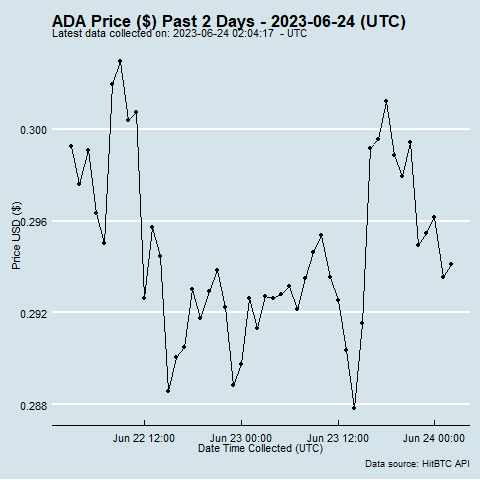 ADA Price ($) Past 2 Days - 2023-06-24 (UTC)
Latest data collected on: 2023-06-24 02:04:17  - UTC
0.300
0.296
0.292
0.288
Price USD ($)
Jun 22 12:00
Jun 23 00:00
Jun 23 12:00
Jun 24 00:00
Date Time Collected (UTC)
Data source: HitBTC API